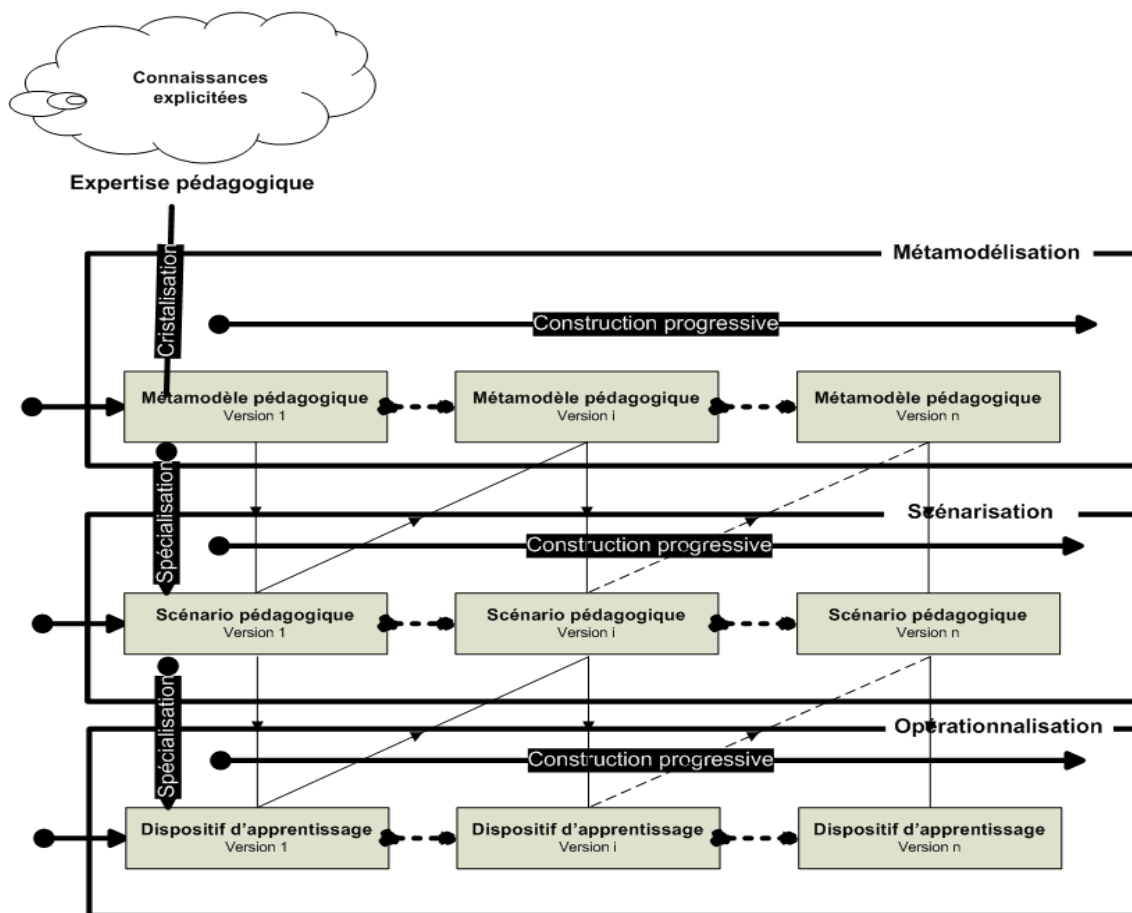 Connaissances
explicitées
Expertise pédagogique
Cristalisation
Métamodélisation
Construction progressive
Métamodèle pédagogique
Version 1
Métamodèle pédagogique
Version i
Métamodèle pédagogique
Version n
Spécialisation
Scénarisation
Construction progressive
Scénario pédagogique
Version 1
Scénario pédagogique
Version i
Scénario pédagogique
Version n
Spécialisation
Opérationnalisation
Construction progressive
Dispositif d'apprentissage
Version 1
Dispositif d'apprentissage
Version i
Dispositif d'apprentissage
Version n